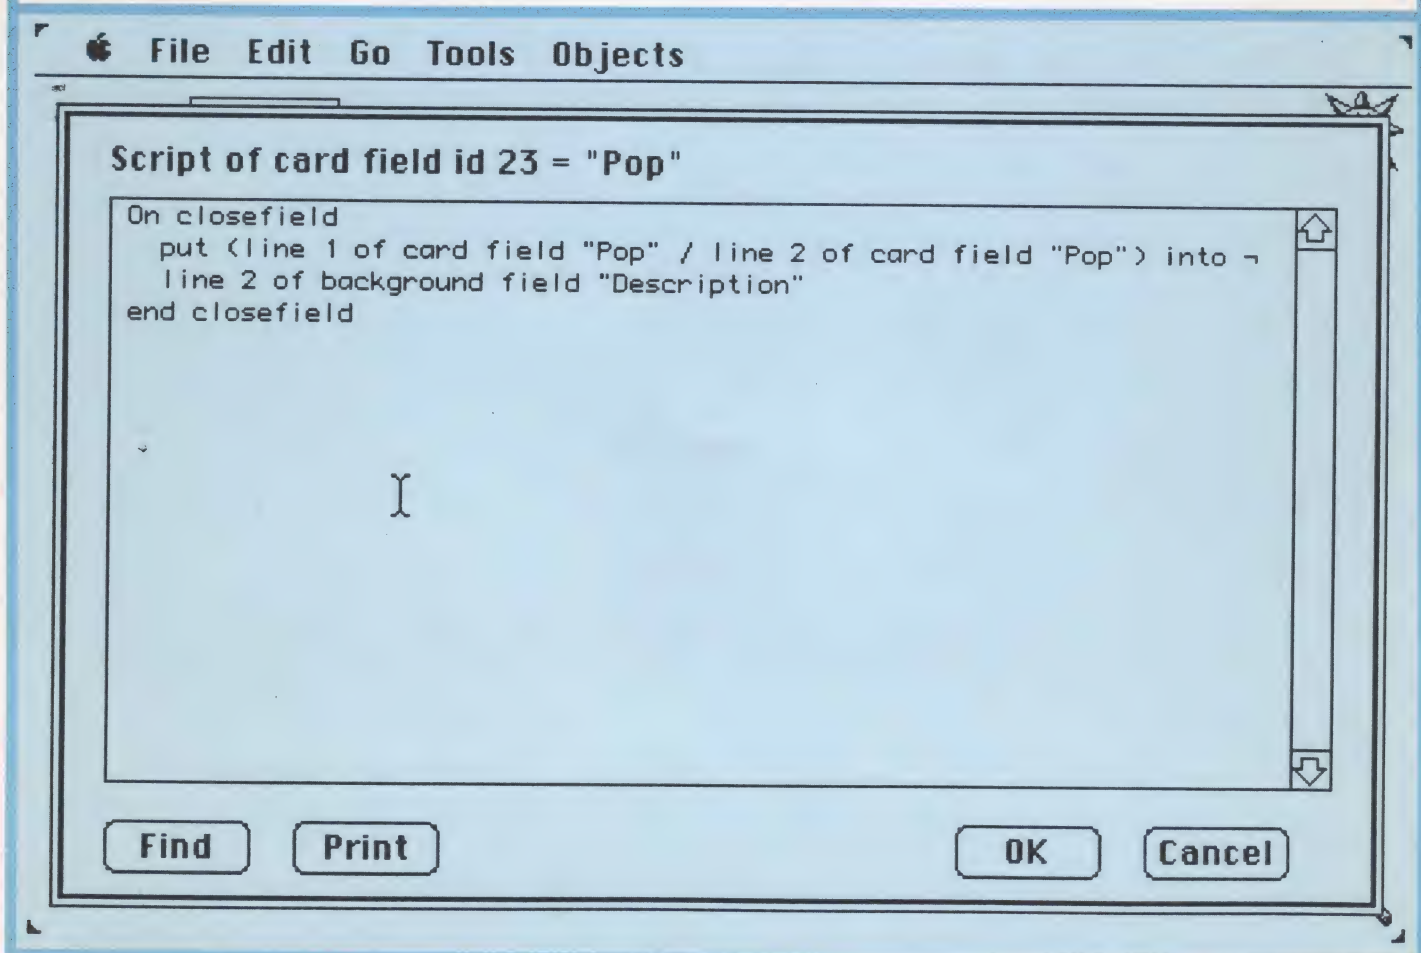 File Edit Go Tools Objects
Script of card field id 23 = "Pop"
On closefield
put (line 1 of card field "Pop" / line 2 of card field "Pop") into ¬
line 2 of background field "Description"
end closefield
Find Print OK Cancel